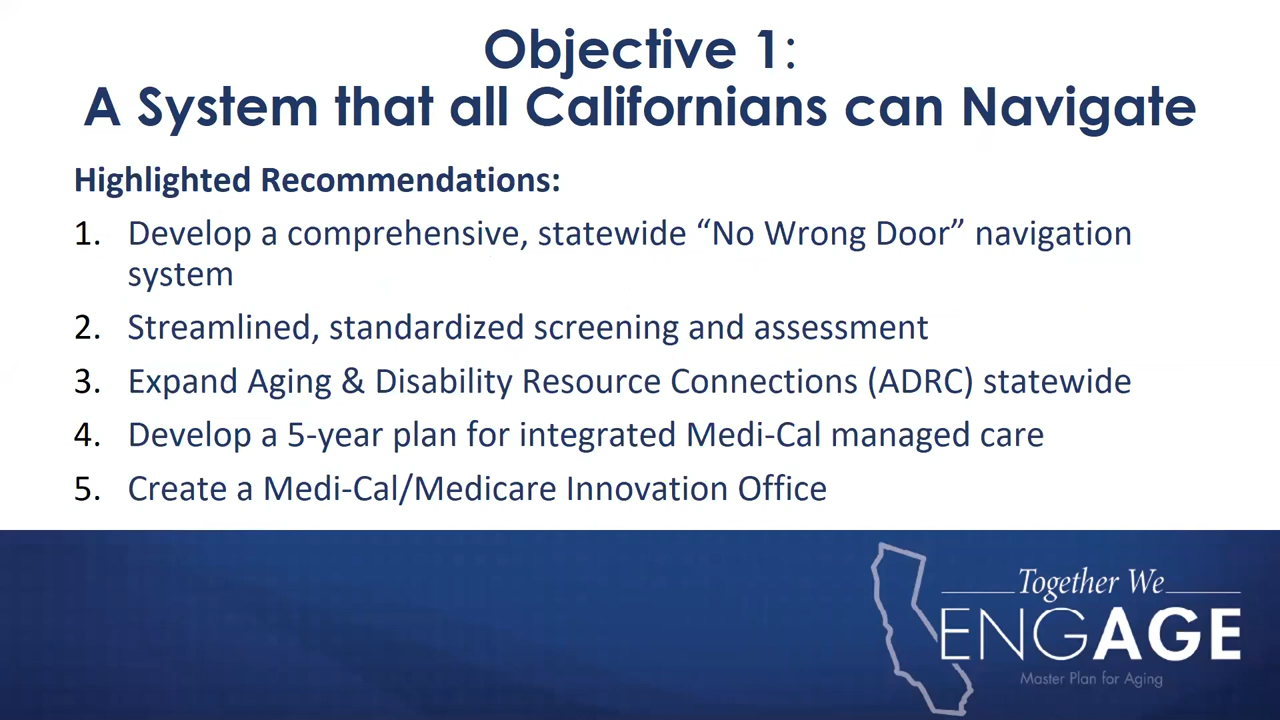 Objective 1:
A System that all Californians can Navigate
Highlighted Recommendations:
1. Develop a comprehensive, statewide “No Wrong Door” navigation
system
2. Streamlined, standardized screening and assessment
3. Expand Aging & Disability Resource Connections (ADRC) statewide
4. Develop a 5-year plan for integrated Medi-Cal managed care
5. Create a Medi-Cal/Medicare Innovation Office
Together We
ENGAGE
Master Plan for Aging